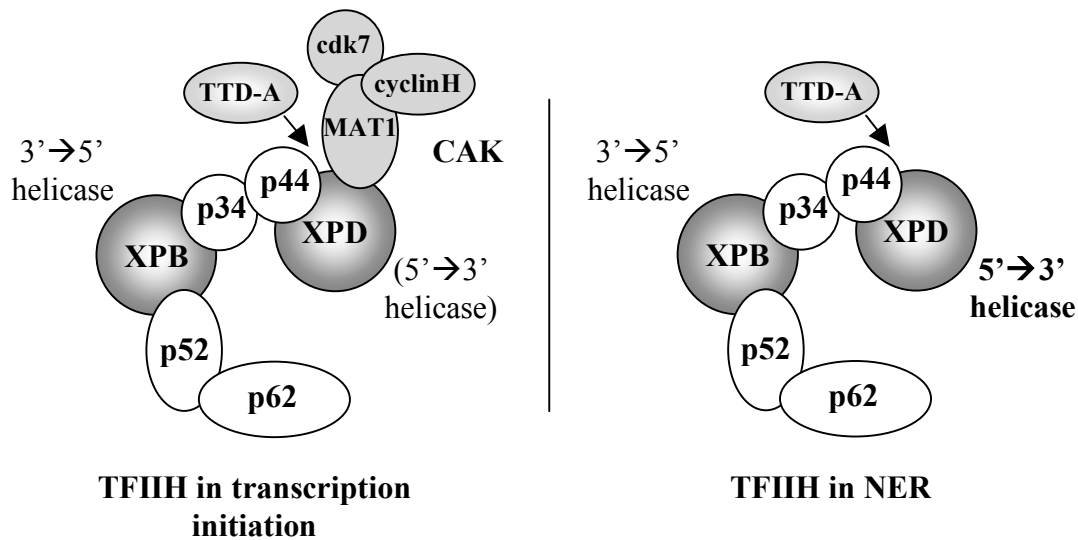 cdk7
cyclinH
TTD-A
MAT1
CAK
3’→5’
helicase
p44
p34
XPB
XPD
(5’→3’
helicase)
p52
p62
TFIIH in transcription
initiation
TTD-A
3’→5’
helicase
p44
p34
XPB
XPD
5’→3’
helicase
p52
p62
TFIIH in NER